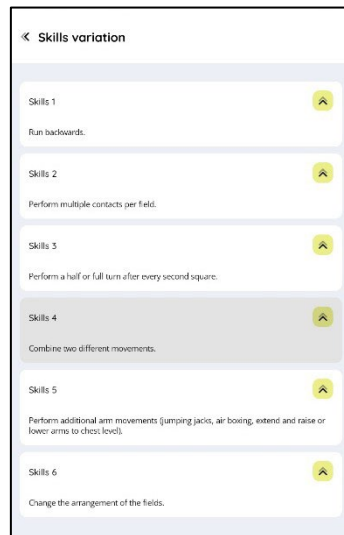 Skills variation
Skills 1
Run backwards.
Skills 2
Perform multiple contacts per field.
Skills 3
Perform a half or full turn after every second square.
Skills 4
Combine two different movements.
Skills 5
Perform additional arm movements (jumping jacks, air boxing, extend and raise or
lower arms to chest level).
Skills 6
Change the arrangement of the fields.